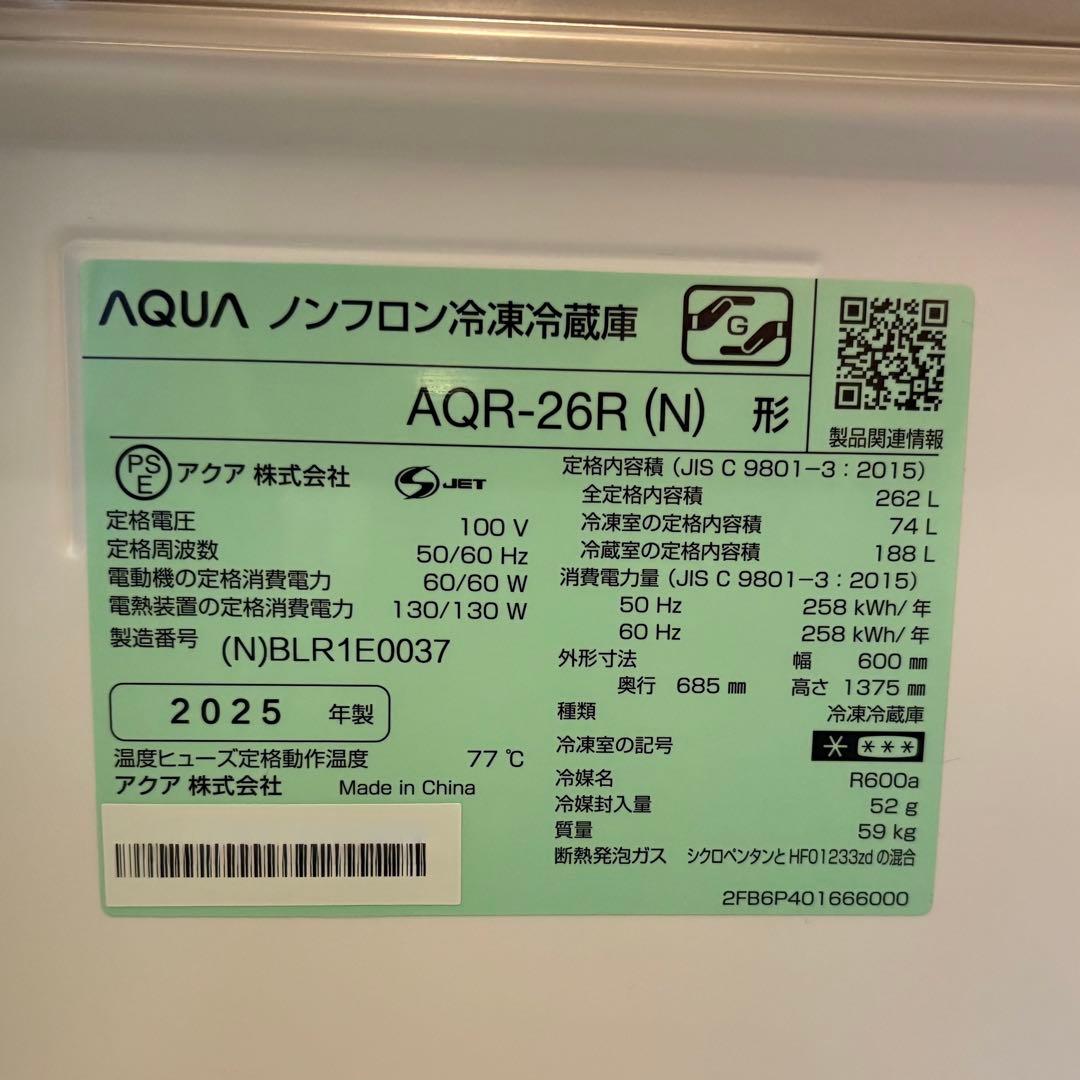 AQUA ノンフロン冷凍冷蔵庫
G
AQR-26R (N) 形
製品関連情報
PS
E
アクア 株式会社
S JET
定格電圧 100 V
定格周波数 50/60 Hz
電動機の定格消費電力 60/60 W
電熱装置の定格消費電力 130/130 W
製造番号 (N)BLR1E0037
2025 年製
温度ヒューズ定格動作温度 77 ℃
アクア 株式会社 Made in China
定格内容積 (JIS C 9801-3:2015)
全定格内容積 262 L
冷凍室の定格内容積 74 L
冷蔵室の定格内容積 188 L
消費電力量 (JIS C 9801-3:2015)
50 Hz 258 kWh/年
60 Hz 258 kWh/年
外形寸法 幅 600 ㎜
奥行 685 ㎜ 高さ 1375 ㎜
種類 冷凍冷蔵庫
冷凍室の記号 * ***
冷媒名 R600a
冷媒封入量 52 g
質量 59 kg
断熱発泡ガス シクロペンタンとHFO1233zdの混合
2FB6P401666000